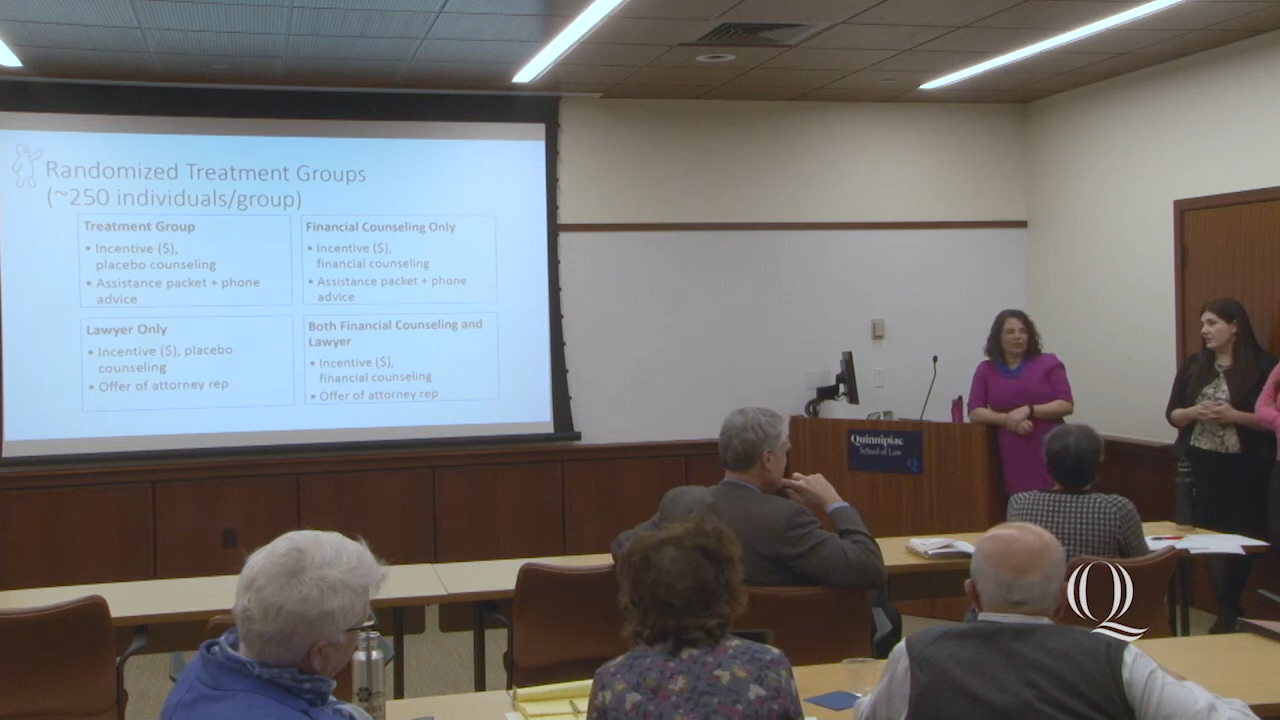 Randomized Treatment Groups
(~250 individuals/group)
Treatment Group
• Incentive ($),
placebo counseling
• Assistance packet + phone
advice
Financial Counseling Only
• Incentive ($),
financial counseling
• Assistance packet + phone
advice
Lawyer Only
• Incentive ($), placebo
counseling
• Offer of attorney rep
Both Financial Counseling and
Lawyer
• Incentive ($),
financial counseling
• Offer of attorney rep
Quinnipiac
School of Law
Q
Q